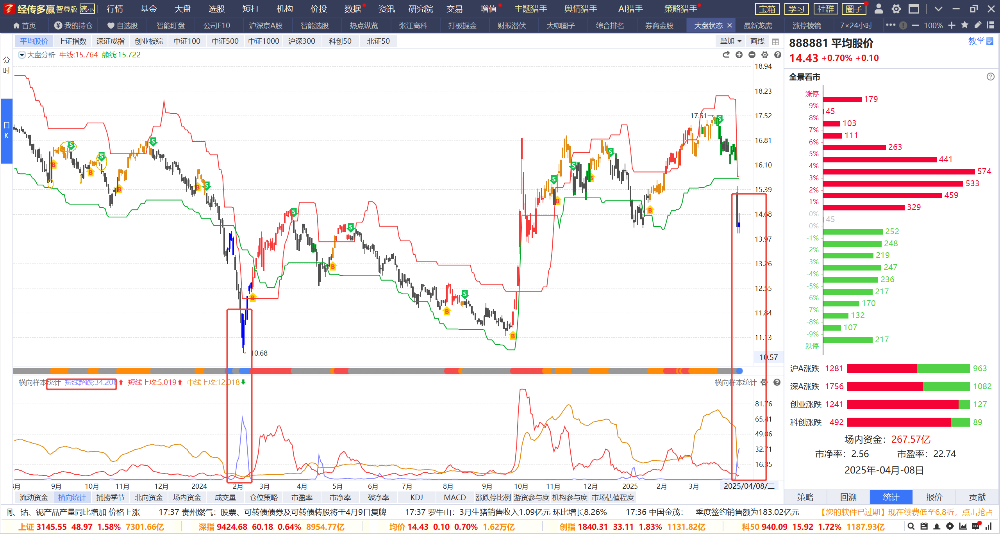 经传多赢 智尊版 演示 行情 基金 大盘 选股 短打 机构 价投 数据 资讯 研究院 交易 增值 主题猎手 舆情猎手 AI猎手 策略猎手 宝箱 学习 社群 圈子
首页 我的持仓 自选股 智能盯盘 公司F10 沪深京A股 智能选股 热点纵览 张江高科 打板掘金 财报潜伏 大咖圈子 综合排名 券商金股 大盘状态 × 最新龙虎 涨停棱镜 7×24小时 ••• 100%
平均股价 上证指数 深证成指 创业板综 中证100 中证500 中证1000 沪深300 科创50 北证50 叠加 画线
大盘分析 牛线:15.764 熊线:15.722
分时
日K
18.94
18.23
17.52
16.81
16.10
15.39
14.68
13.97
13.26
12.55
11.84
11.13
10.57
17.51→
←10.68
横向样本统计 短线超跌:34.206 短线上攻:5.019 中线上攻:12.018 横向样本统计
81.76
65.41
49.06
32.71
16.35
9月 10月 11月 12月 2024 2月 3月 4月 5月 6月 7月 8月 9月 10月 11月 12月 2025 2月 3月 2025/04/08/二
流动资金 横向统计 捕捞季节 北向资金 场内资金 成交量 仓位策略 市盈率 市净率 破净率 KDJ MACD 涨跌停比例 游资参与度 机构参与度 市场估值程度
888881 平均股价 教学
14.43 +0.70% +0.10
全景看市
涨停
179
9%
45
8%
103
7%
111
6%
263
5%
441
4%
574
3%
533
2%
459
1%
329
0%
45
0%
252
-1%
248
-2%
219
-3%
247
-4%
236
-5%
217
-6%
170
-7%
132
-8%
107
-9%
217
跌停
沪A涨跌 1281 963
深A涨跌 1756 1082
创业涨跌 1241 127
科创涨跌 492 89
场内资金：267.57亿
市净率：2.56 市盈率：22.74
2025年-04月-08日
策略 回溯 统计 报价 贡献
钴、铌产品产量同比增加 价格上涨 17:37 贵州燃气：股票、可转债债券及可转债转股将于4月9日复牌 17:37 罗牛山：3月生猪销售收入1.09亿元 环比增长8.26% 17:36 中国金茂：一季度签约销售额为183.02亿元 【您的软件已过期】现在续费低至6.8折，点击抢占
上证 3145.55 48.97 1.58% 7301.66亿 深指 9424.68 60.18 0.64% 8954.77亿 均价 14.43 0.10 0.70% 1.62万亿 创指 1840.31 33.11 1.83% 1131.82亿 科50 940.09 15.92 1.72% 1187.93亿